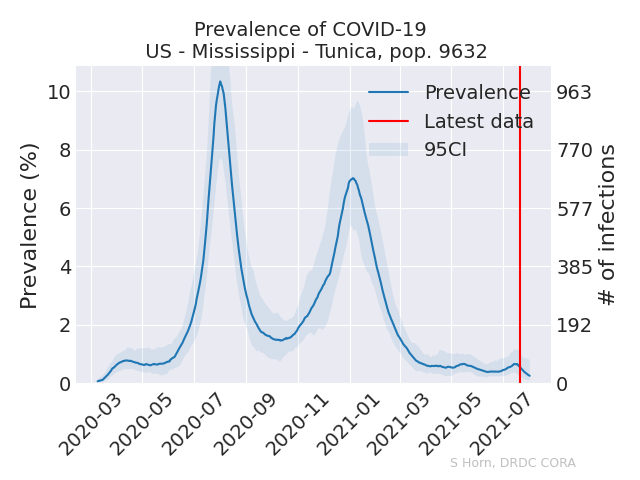 Prevalence of COVID-19
US - Mississippi - Tunica, pop. 9632
Prevalence
Latest data
95CI
Prevalence (%)
10
8
6
4
2
0
963
770
577
385
192
0
# of infections
2020-03
2020-05
2020-07
2020-09
2020-11
2021-01
2021-03
2021-05
2021-07
S Horn, DRDC CORA